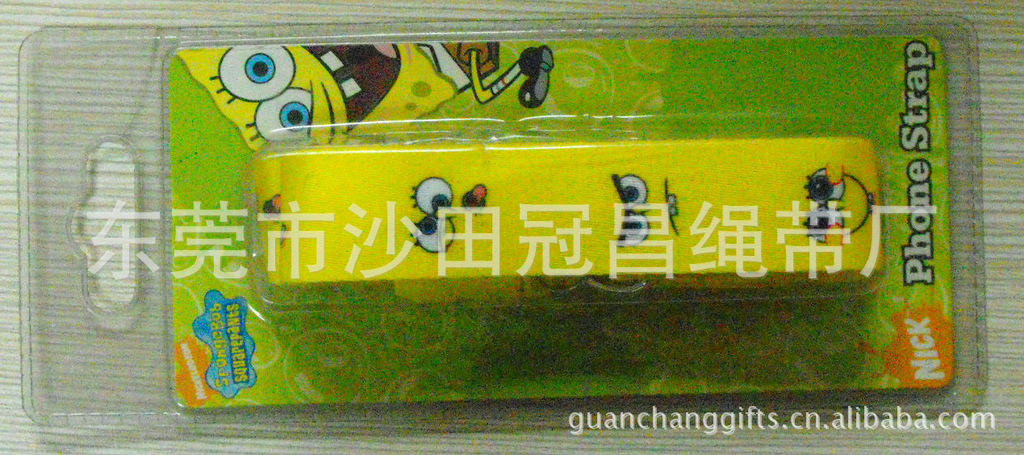 Phone Strap
东莞市沙田冠昌绳带厂
NICKELODEON
SPONGEBOB
SQUAREPANTS
NICK
guanchanggifts.cn.alibaba.com